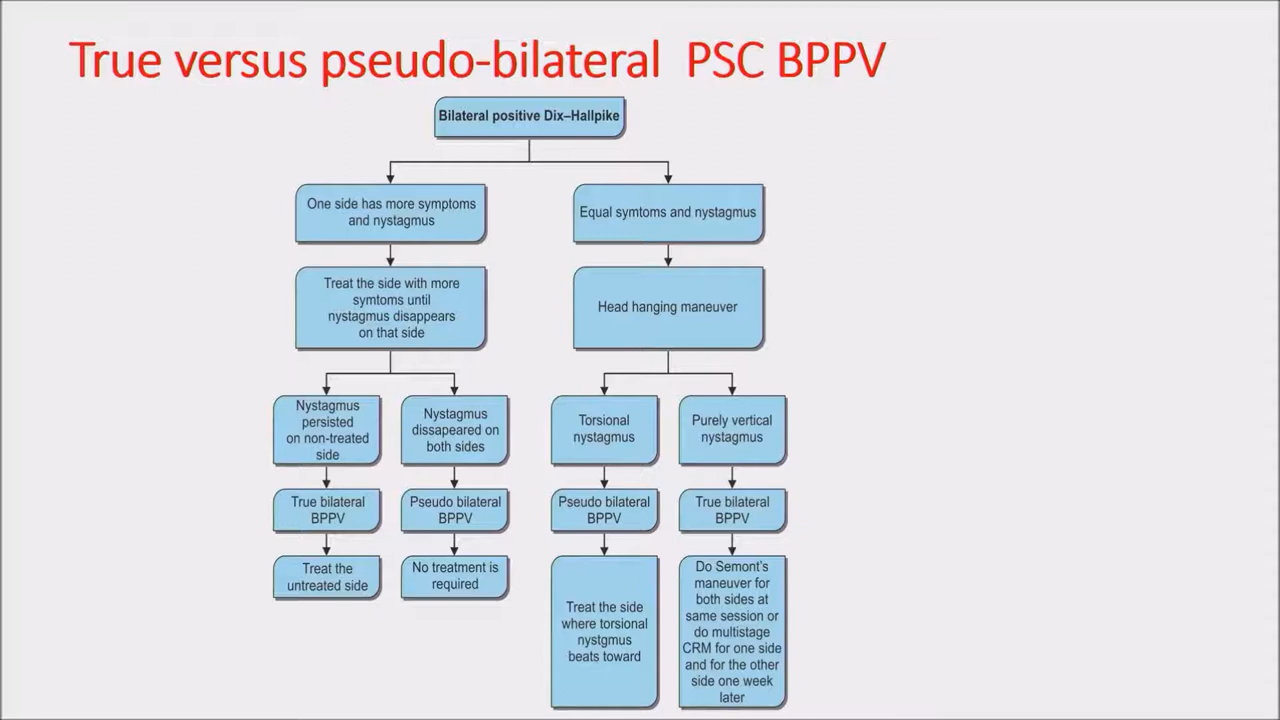 True versus pseudo-bilateral PSC BPPV
Bilateral positive Dix–Hallpike
One side has more symptoms
and nystagmus
Equal symtoms and nystagmus
Treat the side with more
symtoms until
nystagmus disappears
on that side
Head hanging maneuver
Nystagmus
persisted
on non-treated
side
Nystagmus
dissapeared on
both sides
Torsional
nystagmus
Purely vertical
nystagmus
True bilateral
BPPV
Pseudo bilateral
BPPV
Pseudo bilateral
BPPV
True bilateral
BPPV
Treat the
untreated side
No treatment is
required
Treat the side
where torsional
nystgmus
beats toward
Do Semont's
maneuver for
both sides at
same session or
do multistage
CRM for one side
and for the other
side one week
later